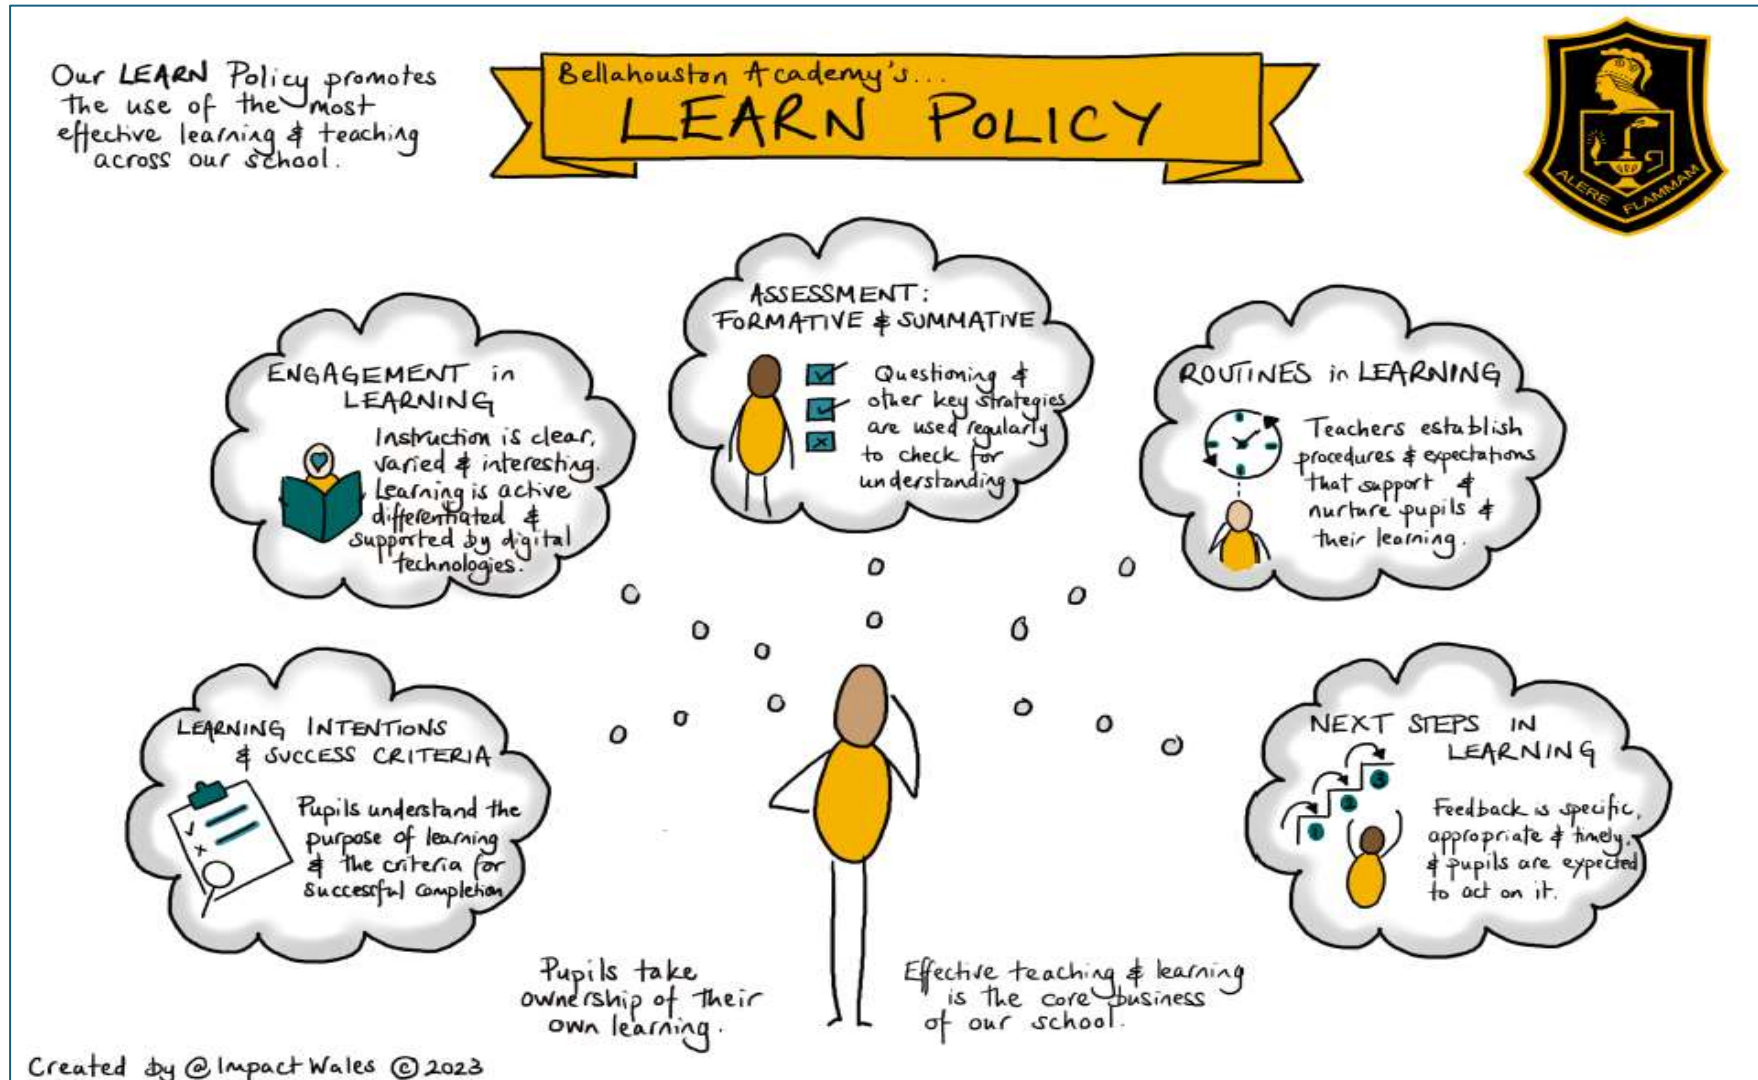 Our LEARN Policy promotes
the use of the most
effective learning & teaching
across our school.
Bellahouston Academy's...
LEARN POLICY
ALERE FLAMMAM
ENGAGEMENT in
LEARNING
Instruction is clear,
varied & interesting.
Learning is active
differentiated &
supported by digital
technologies.
ASSESSMENT:
FORMATIVE & SUMMATIVE
Questioning &
other key strategies
are used regularly
to check for
understanding
ROUTINES in LEARNING
Teachers establish
procedures & expectations
that support &
nurture pupils &
their learning.
LEARNING INTENTIONS
& SUCCESS CRITERIA
Pupils understand the
purpose of learning
& the criteria for
successful completion
NEXT STEPS IN
LEARNING
1
2
3
Feedback is specific,
appropriate & timely,
& pupils are expected
to act on it.
Pupils take
ownership of their
own learning.
Effective teaching & learning
is the core business
of our school.
Created by @ Impact Wales © 2023